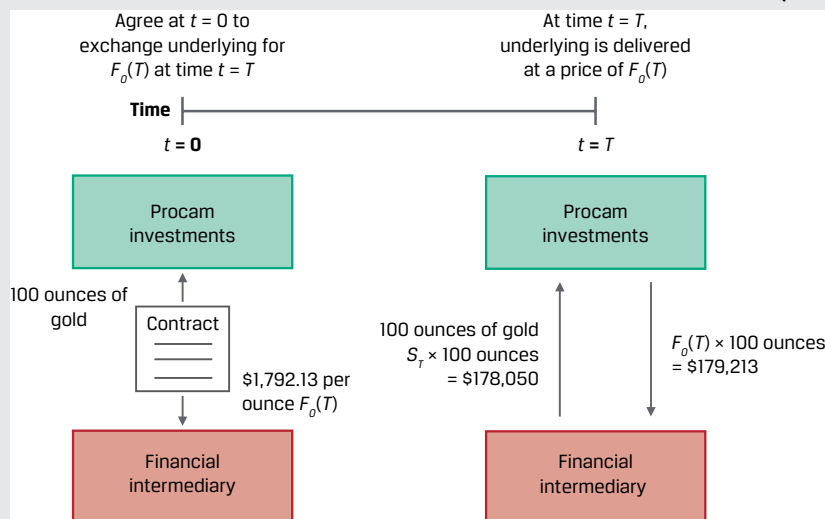 Agree at t = 0 to
exchange underlying for
F₀(T) at time t = T
At time t = T,
underlying is delivered
at a price of F₀(T)
Time
t = 0
t = T
Procam
investments
Procam
investments
100 ounces of
gold
Contract
$1,792.13 per
ounce F₀(T)
100 ounces of gold
S_T × 100 ounces
= $178,050
F₀(T) × 100 ounces
= $179,213
Financial
intermediary
Financial
intermediary